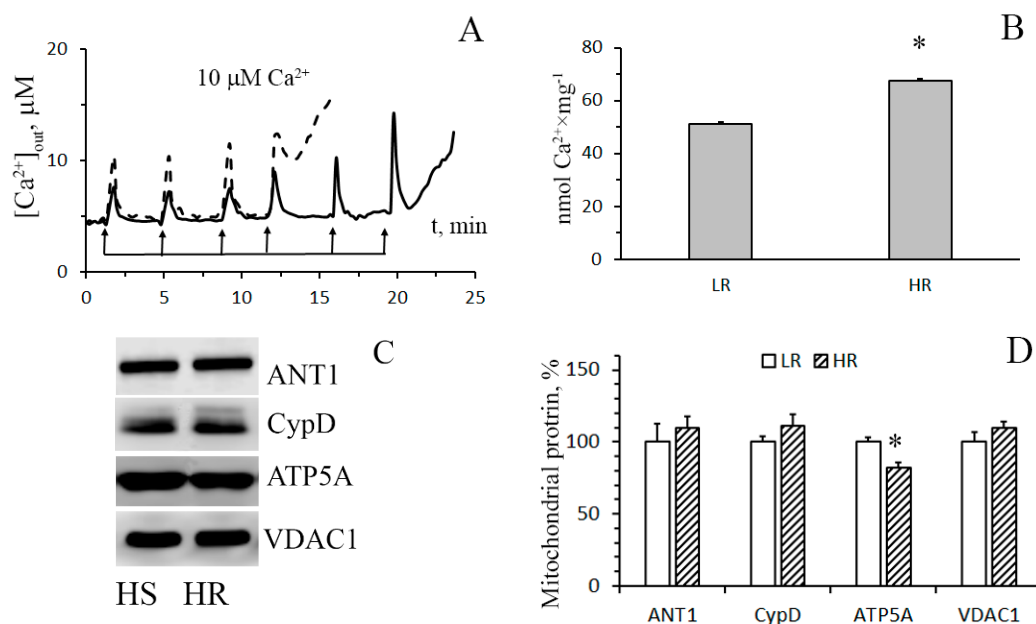 A
20
10 μM Ca²⁺
[Ca²⁺]out, μM
10
t, min
0
0 5 10 15 20 25
B
80
*
60
nmol Ca²⁺×mg⁻¹
40
20
0
LR HR
C
ANT1
CypD
ATP5A
VDAC1
HS HR
D
LR HR
150
Mitochondrial protrin, %
*
100
50
0
ANT1 CypD ATP5A VDAC1